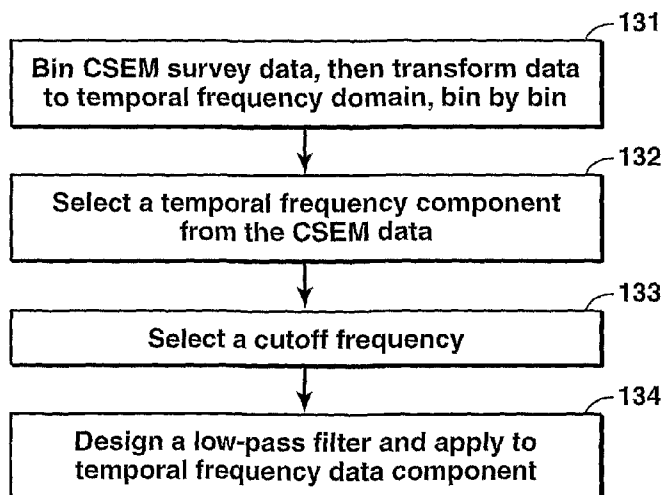 131
Bin CSEM survey data, then transform data
to temporal frequency domain, bin by bin
132
Select a temporal frequency component
from the CSEM data
133
Select a cutoff frequency
134
Design a low-pass filter and apply to
temporal frequency data component